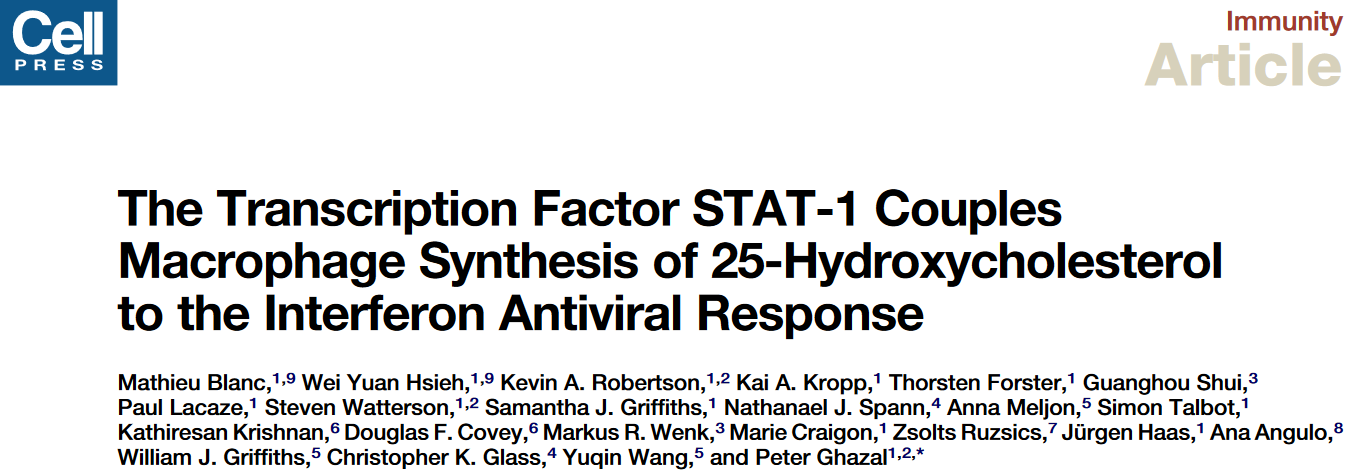 Cell
PRESS
Immunity
Article
The Transcription Factor STAT-1 Couples
Macrophage Synthesis of 25-Hydroxycholesterol
to the Interferon Antiviral Response
Mathieu Blanc,1,9 Wei Yuan Hsieh,1,9 Kevin A. Robertson,1,2 Kai A. Kropp,1 Thorsten Forster,1 Guanghou Shui,3
Paul Lacaze,1 Steven Watterson,1,2 Samantha J. Griffiths,1 Nathanael J. Spann,4 Anna Meljon,5 Simon Talbot,1
Kathiresan Krishnan,6 Douglas F. Covey,6 Markus R. Wenk,3 Marie Craigon,1 Zsolts Ruzsics,7 Jürgen Haas,1 Ana Angulo,8
William J. Griffiths,5 Christopher K. Glass,4 Yuqin Wang,5 and Peter Ghazal1,2,*